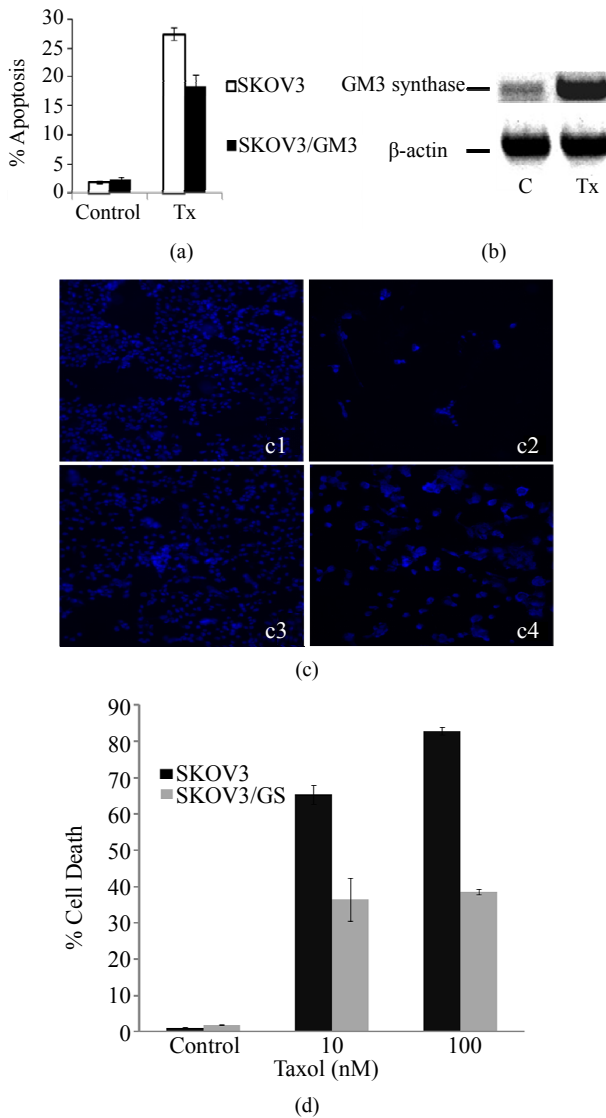 30
25
20
15
10
5
0
% Apoptosis
Control
Tx
SKOV3
SKOV3/GM3
(a)
GM3 synthase
β-actin
C
Tx
(b)
c1
c2
c3
c4
(c)
90
80
70
60
50
40
30
20
10
0
% Cell Death
SKOV3
SKOV3/GS
Control
10
100
Taxol (nM)
(d)